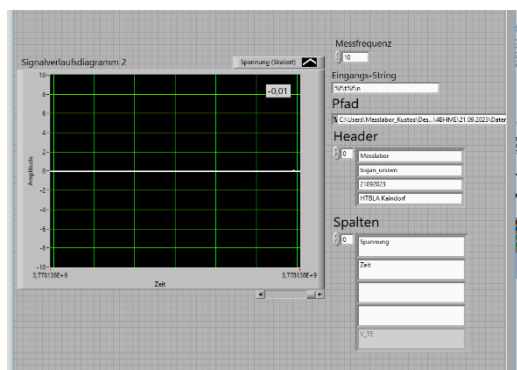 Messfrequenz
10
Signalverlaufsdiagramm 2
Spannung (Skaliert)
Eingangs-String
%f\t%f\n
Pfad
C:\Users\Messlabor_Kustos\Des...\4BHME\21.09.2023\Daten
Header
0
Messlabor
21092023
HTBLA Kaindorf
Spalten
0
Spannung
Zeit
V_TE
-0,01
10
8
6
4
2
0
-2
-4
-6
-8
-10
Amplitude
3,778138E+9
3,778138E+9
Zeit